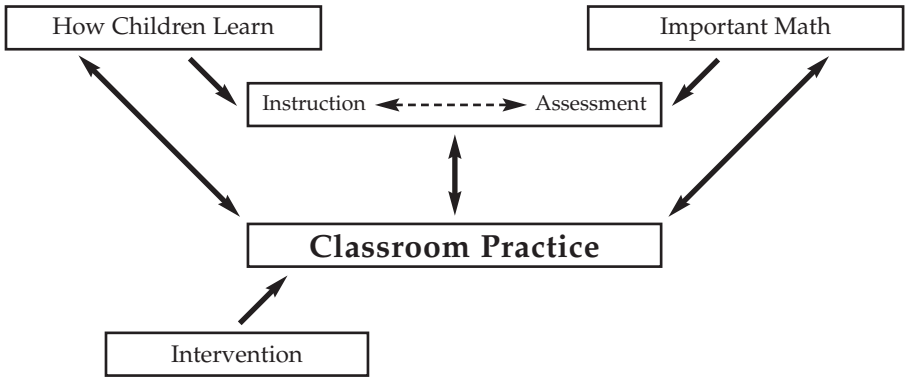 How Children Learn
Important Math
Instruction Assessment
Classroom Practice
Intervention